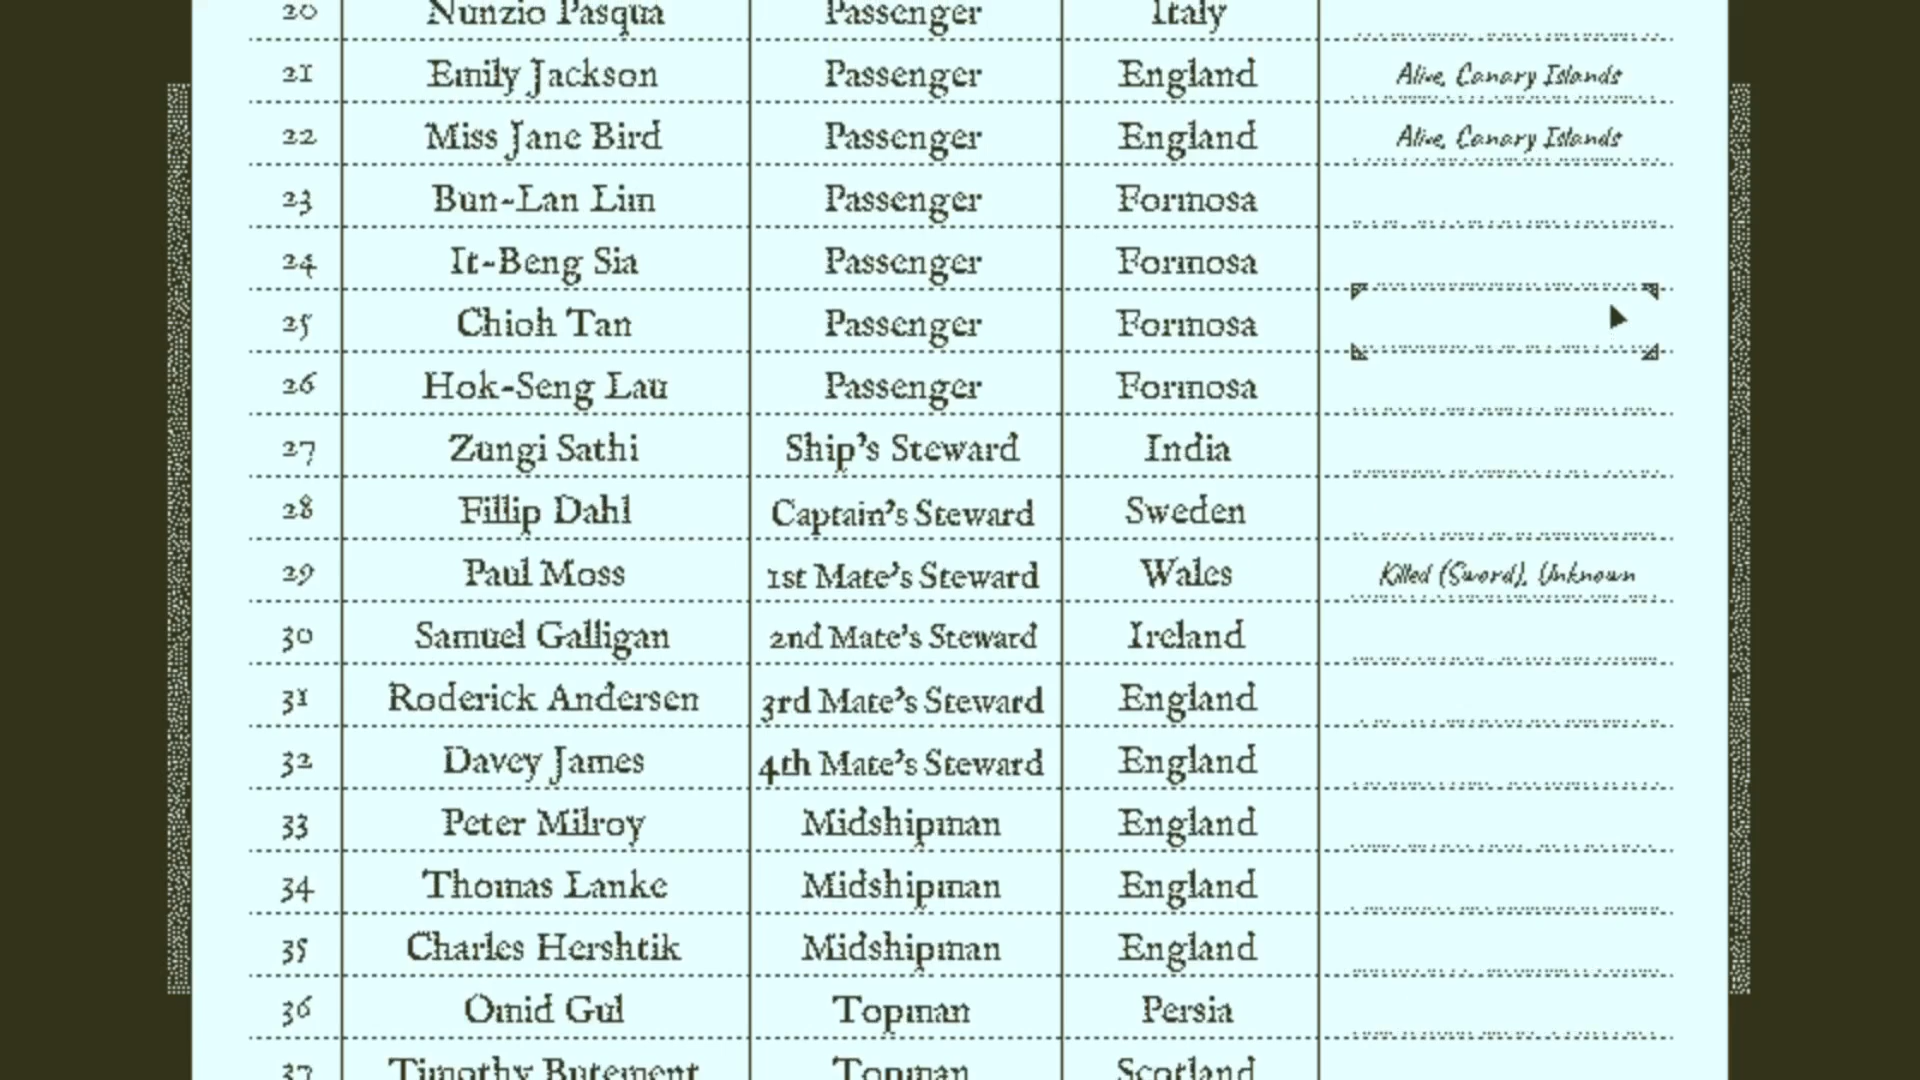 20 Nunzio Pasqua Passenger Italy
21 Emily Jackson Passenger England Alive, Canary Islands
22 Miss Jane Bird Passenger England Alive, Canary Islands
23 Bun-Lan Lim Passenger Formosa
24 It-Beng Sia Passenger Formosa
25 Chioh Tan Passenger Formosa
26 Hok-Seng Lau Passenger Formosa
27 Zungi Sathi Ship's Steward India
28 Fillip Dahl Captain's Steward Sweden
29 Paul Moss 1st Mate's Steward Wales Killed (Sword), Unknown
30 Samuel Galligan 2nd Mate's Steward Ireland
31 Roderick Andersen 3rd Mate's Steward England
32 Davey James 4th Mate's Steward England
33 Peter Milroy Midshipman England
34 Thomas Lanke Midshipman England
35 Charles Hershtik Midshipman England
36 Omid Gul Topman Persia
37 Timothy Butement Topman Scotland